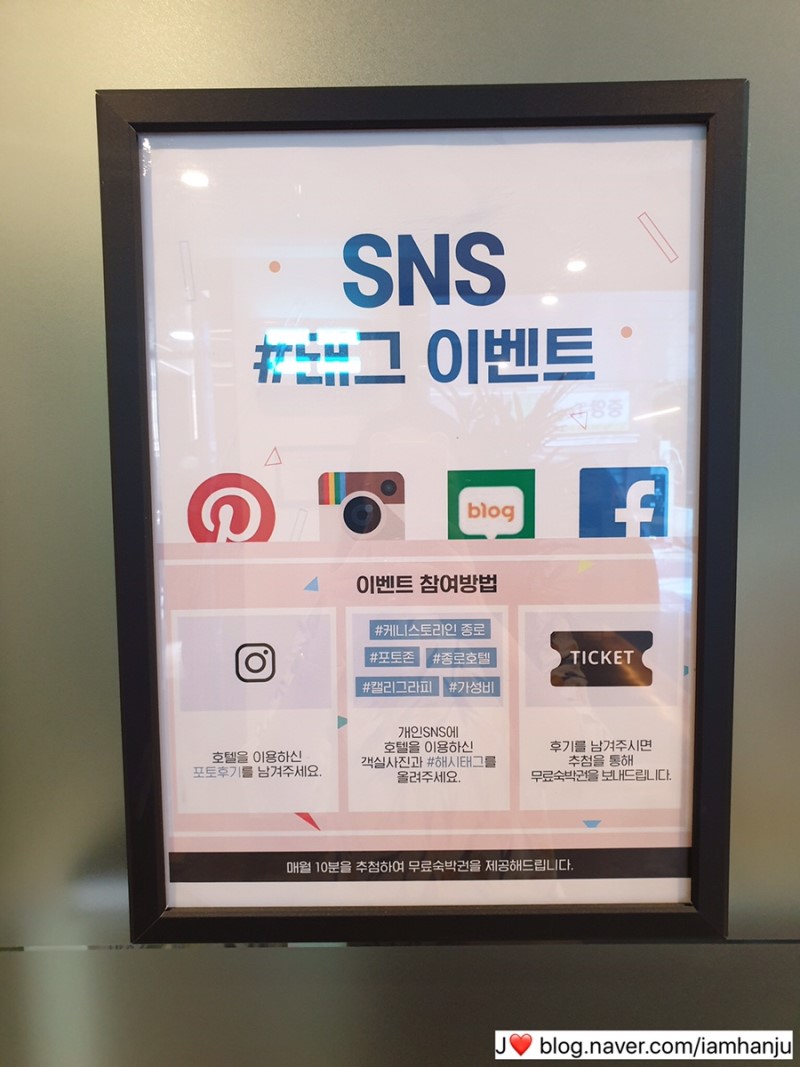 SNS
#태그 이벤트
blog
이벤트 참여방법
#케니스토리인 종로
#포토존 #종로호텔
#캘리그라피 #가성비
TICKET
호텔을 이용하신
포토후기를 남겨주세요.
개인SNS에
호텔을 이용하신
객실사진과 #해시태그를
올려주세요.
후기를 남겨주시면
추첨을 통해
무료숙박권을 보내드립니다.
매월 10분을 추첨하여 무료숙박권을 제공해드립니다.
J❤️ blog.naver.com/iamhanju